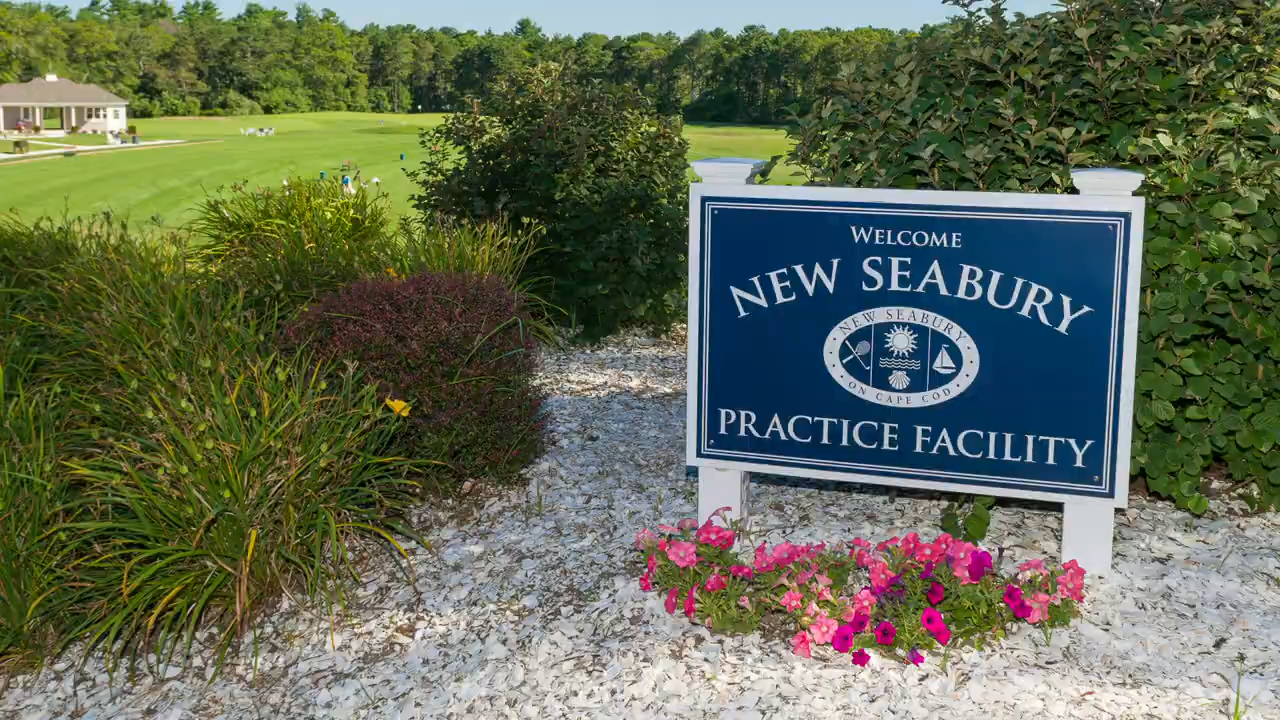 WELCOME
NEW SEABURY
NEW SEABURY
ON CAPE COD
PRACTICE FACILITY